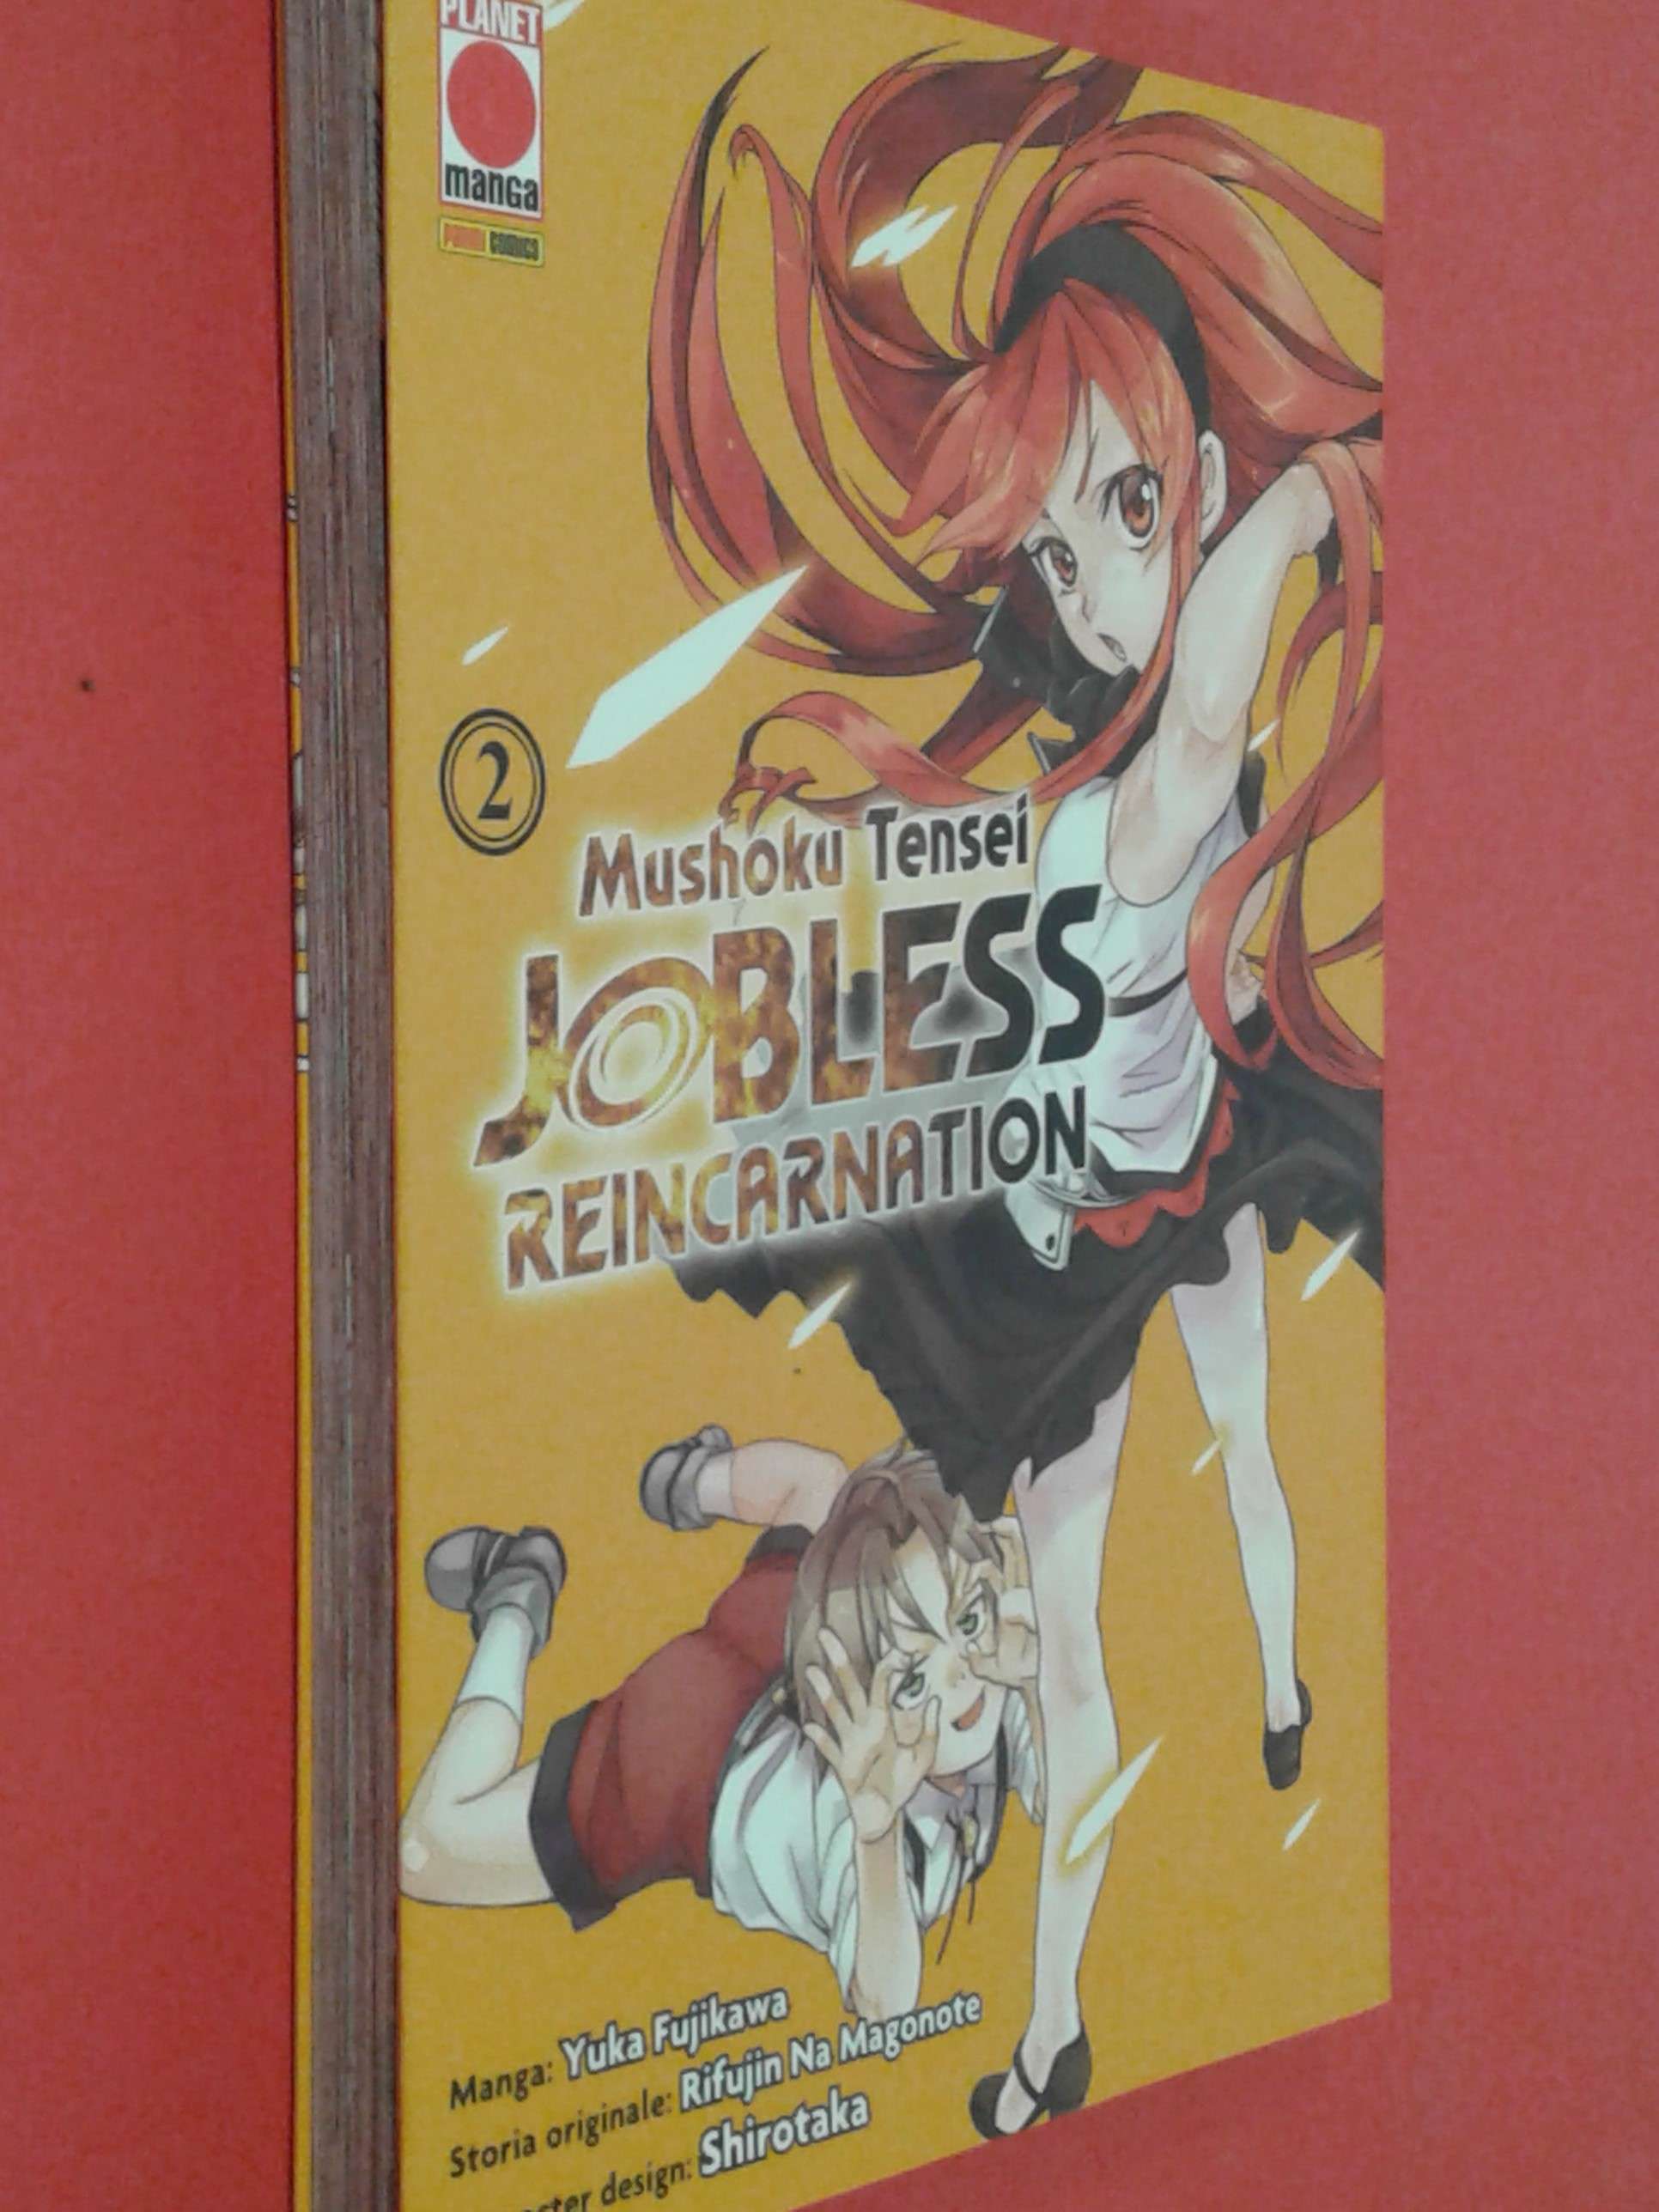 PLANET
manga
PANINI comics
2
Mushoku Tensei
JOBLESS
REINCARNATION
Manga: Yuka Fujikawa
Storia originale: Rifujin Na Magonote
design: Shirotaka